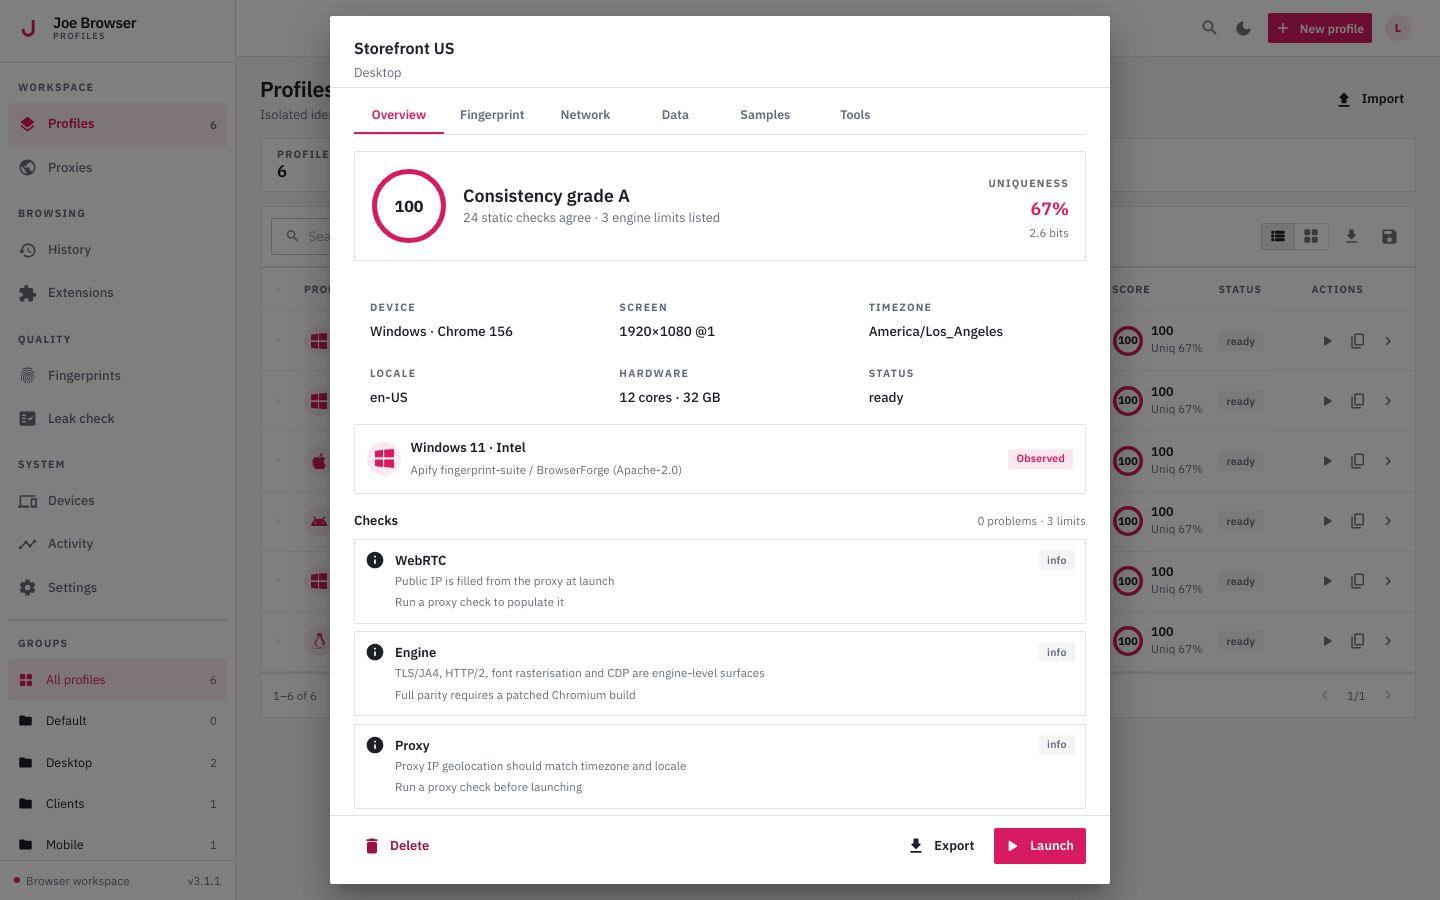 Joe Browser
PROFILES
WORKSPACE
Profiles 6
Proxies
BROWSING
History
Extensions
QUALITY
Fingerprints
Leak check
SYSTEM
Devices
Activity
Settings
GROUPS
All profiles 6
Default 0
Desktop 2
Clients 1
Mobile 1
Browser workspace v3.1.1
New profile
L
Profiles
Isolated
Import
6
1–6 of 6
SCORE STATUS ACTIONS
100 100 Uniq 67% ready
100 100 Uniq 67% ready
100 100 Uniq 67% ready
100 100 Uniq 67% ready
100 100 Uniq 67% ready
100 100 Uniq 67% ready
1/1
Storefront US
Desktop
Overview Fingerprint Network Data Samples Tools
100
Consistency grade A
24 static checks agree · 3 engine limits listed
UNIQUENESS
67%
2.6 bits
DEVICE SCREEN TIMEZONE
Windows · Chrome 156 1920×1080 @1 America/Los_Angeles
LOCALE HARDWARE STATUS
en-US 12 cores · 32 GB ready
Windows 11 · Intel
Apify fingerprint-suite / BrowserForge (Apache-2.0)
Observed
Checks 0 problems · 3 limits
WebRTC info
Public IP is filled from the proxy at launch
Run a proxy check to populate it
Engine info
TLS/JA4, HTTP/2, font rasterisation and CDP are engine-level surfaces
Full parity requires a patched Chromium build
Proxy info
Proxy IP geolocation should match timezone and locale
Run a proxy check before launching
Delete Export Launch